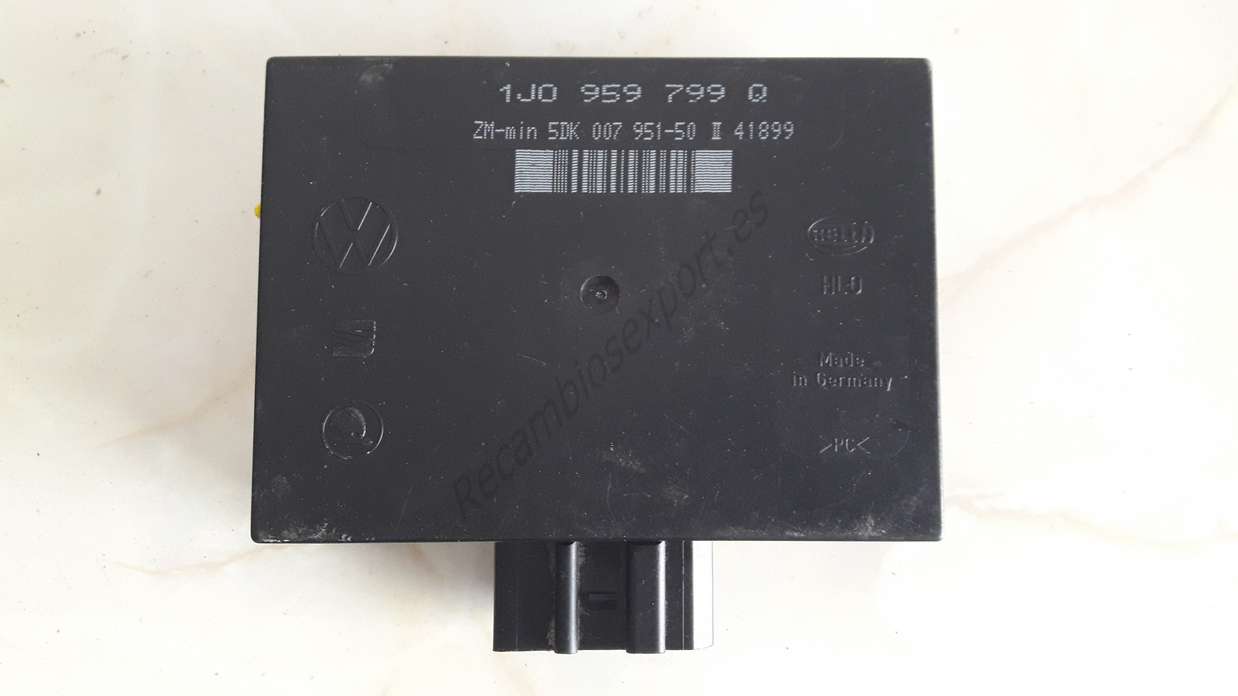 1J0 959 799 Q
ZM-min 5DK 007 951-50 II 41899
HELLA
HLO
Made
in Germany
>PC<
Recambiosexport.es